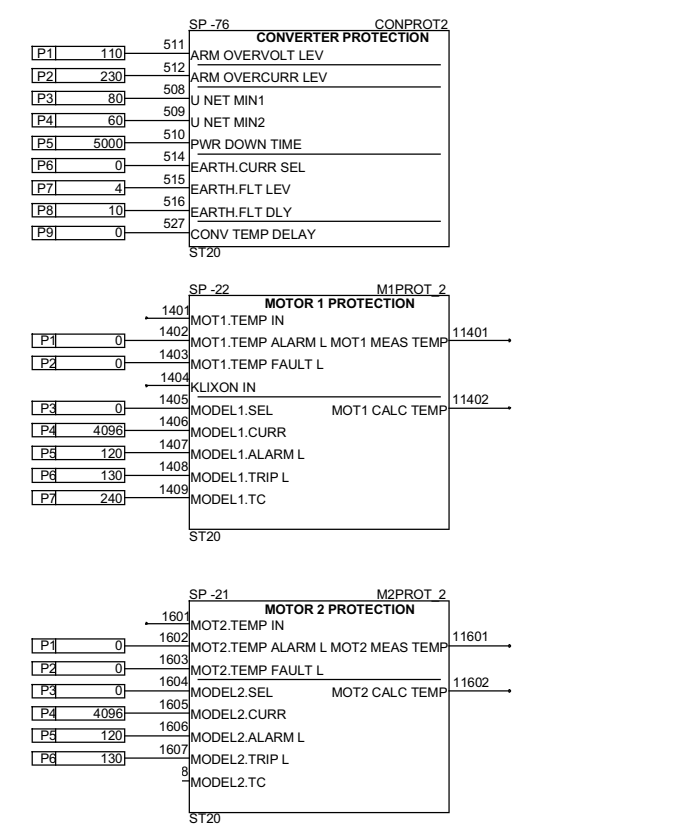 SP -76 CONPROT2
CONVERTER PROTECTION
P1 110 511 ARM OVERVOLT LEV
P2 230 512 ARM OVERCURR LEV
P3 80 508 U NET MIN1
P4 60 509 U NET MIN2
P5 5000 510 PWR DOWN TIME
P6 0 514 EARTH.CURR SEL
P7 4 515 EARTH.FLT LEV
P8 10 516 EARTH.FLT DLY
P9 0 527 CONV TEMP DELAY
ST20
SP -22 M1PROT_2
MOTOR 1 PROTECTION
1401 MOT1.TEMP IN
P1 0 1402 MOT1.TEMP ALARM L MOT1 MEAS TEMP 11401
P2 0 1403 MOT1.TEMP FAULT L
1404 KLIXON IN
P3 0 1405 MODEL1.SEL MOT1 CALC TEMP 11402
P4 4096 1406 MODEL1.CURR
P5 120 1407 MODEL1.ALARM L
P6 130 1408 MODEL1.TRIP L
P7 240 1409 MODEL1.TC
ST20
SP -21 M2PROT_2
MOTOR 2 PROTECTION
1601 MOT2.TEMP IN
P1 0 1602 MOT2.TEMP ALARM L MOT2 MEAS TEMP 11601
P2 0 1603 MOT2.TEMP FAULT L
P3 0 1604 MODEL2.SEL MOT2 CALC TEMP 11602
P4 4096 1605 MODEL2.CURR
P5 120 1606 MODEL2.ALARM L
P6 130 1607 MODEL2.TRIP L
8 MODEL2.TC
ST20